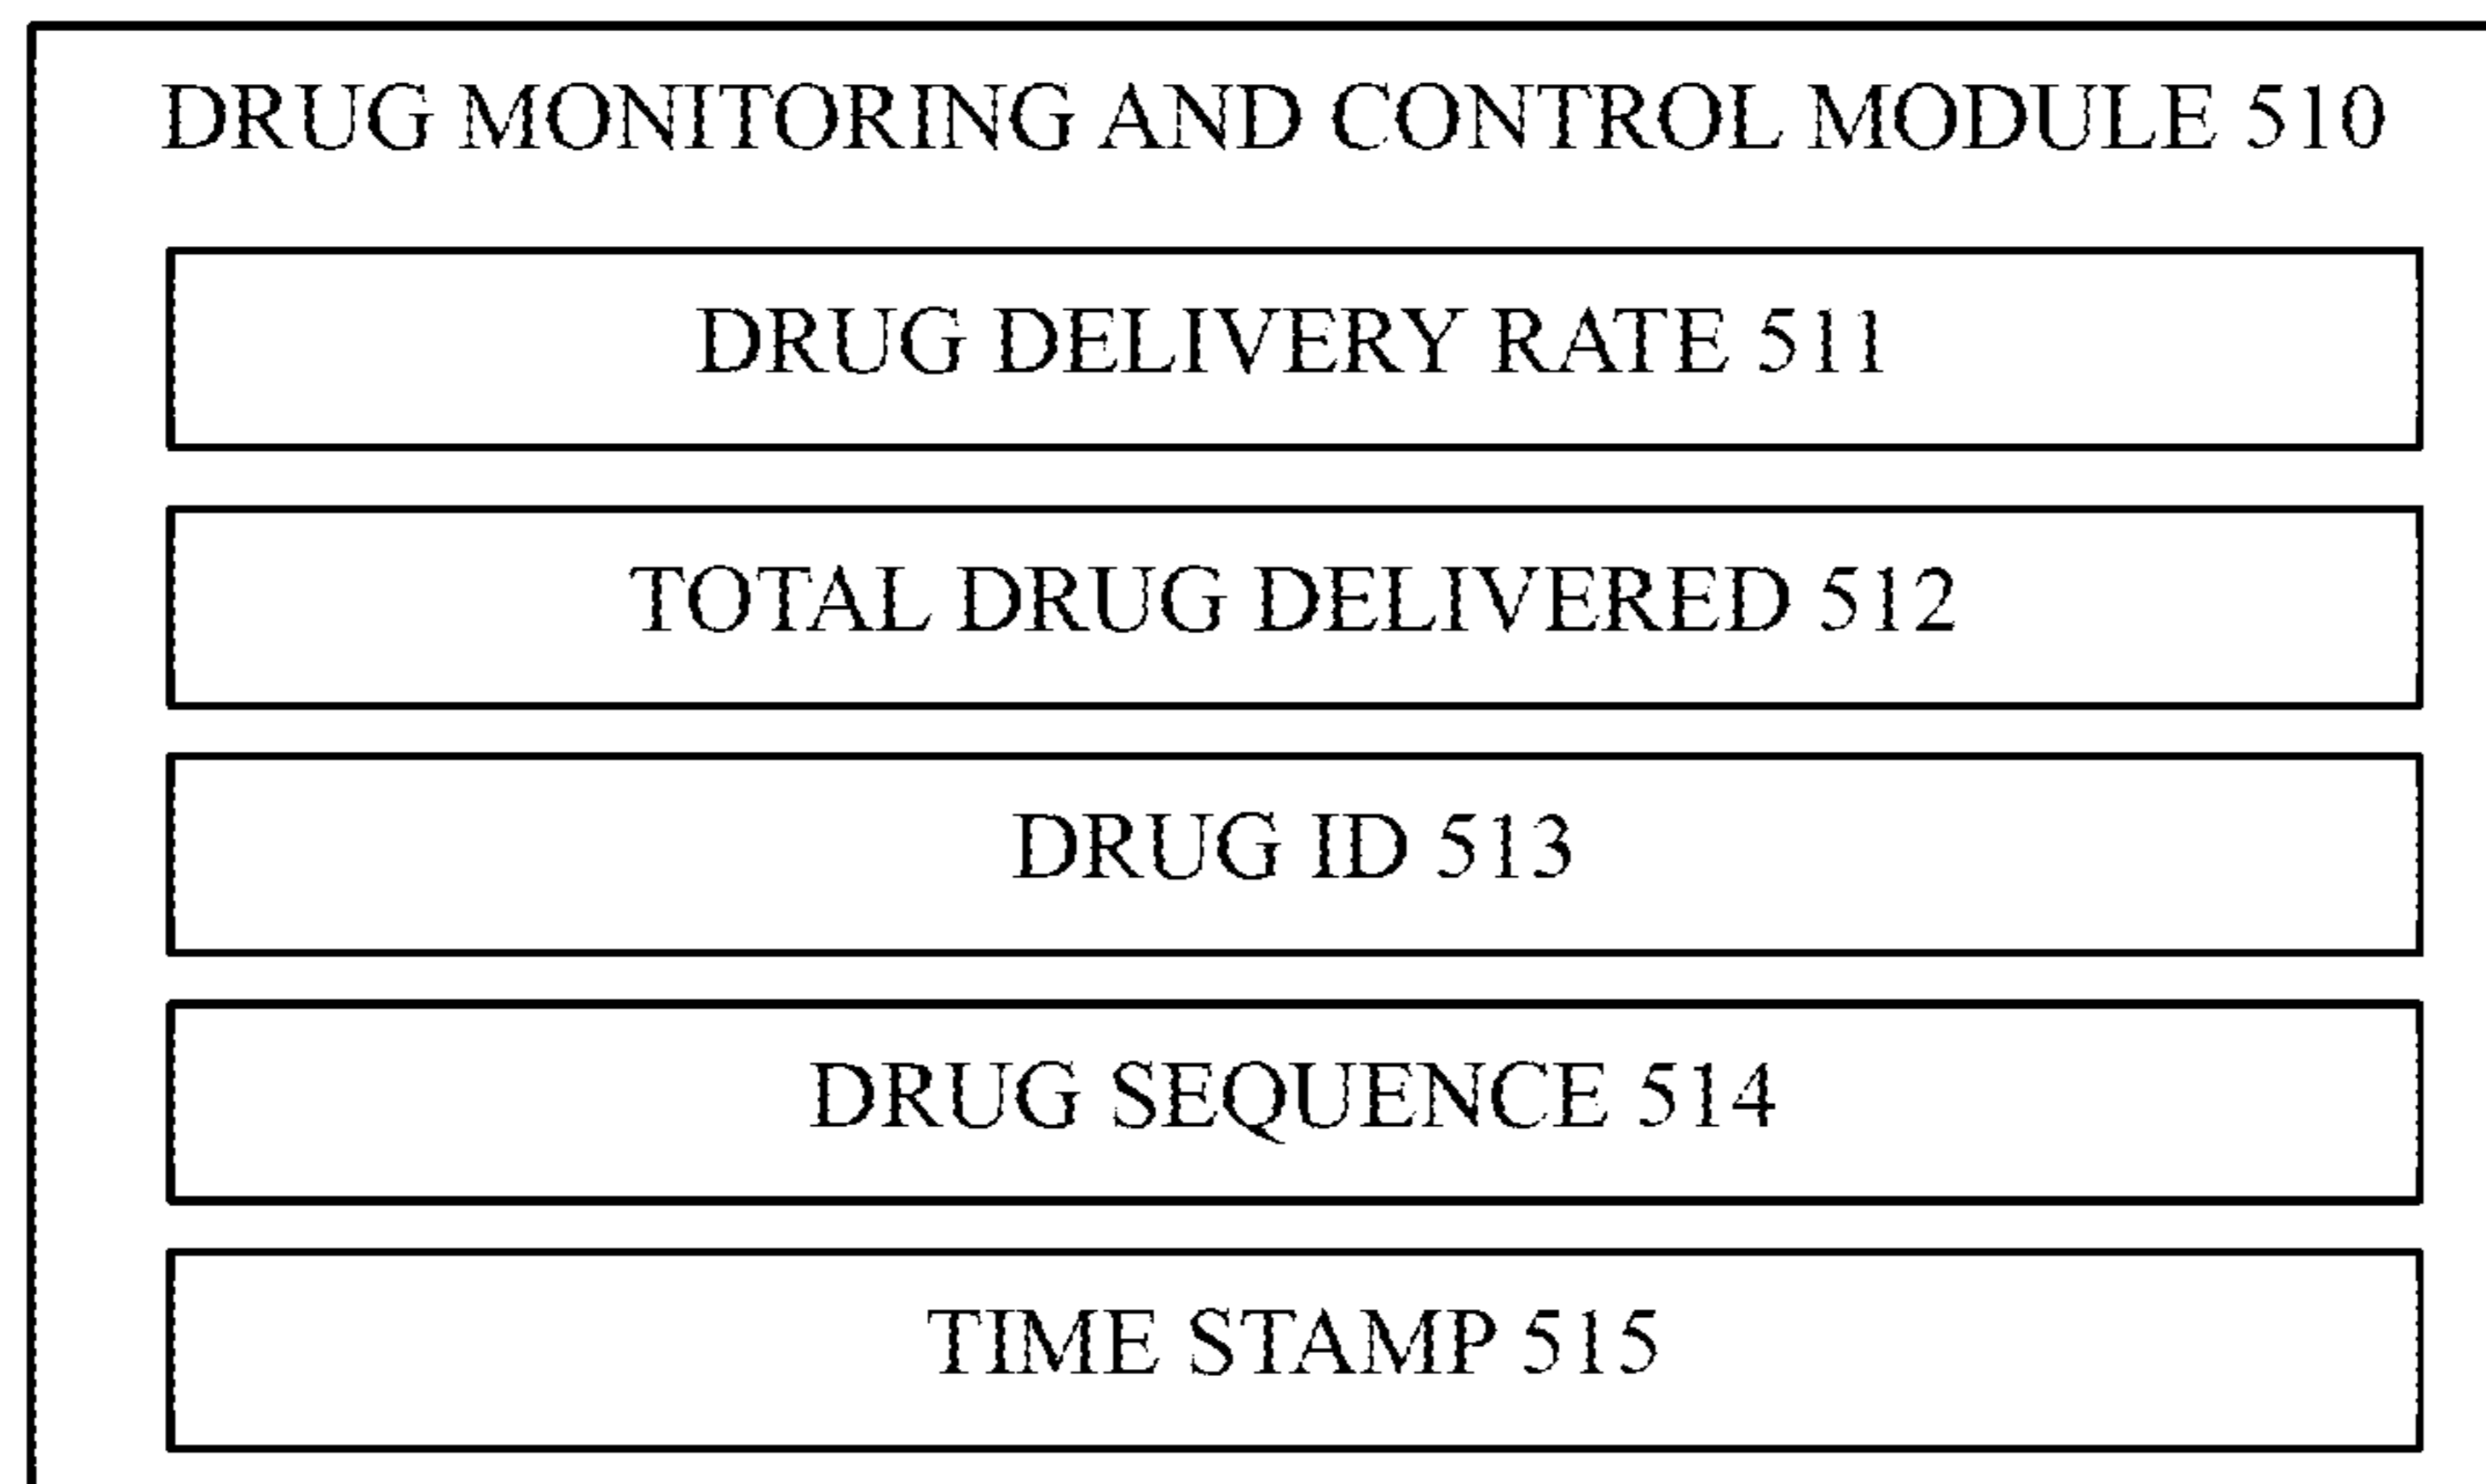 DRUG MONITORING AND CONTROL MODULE 510
DRUG DELIVERY RATE 511
TOTAL DRUG DELIVERED 512
DRUG ID 513
DRUG SEQUENCE 514
TIME STAMP 515